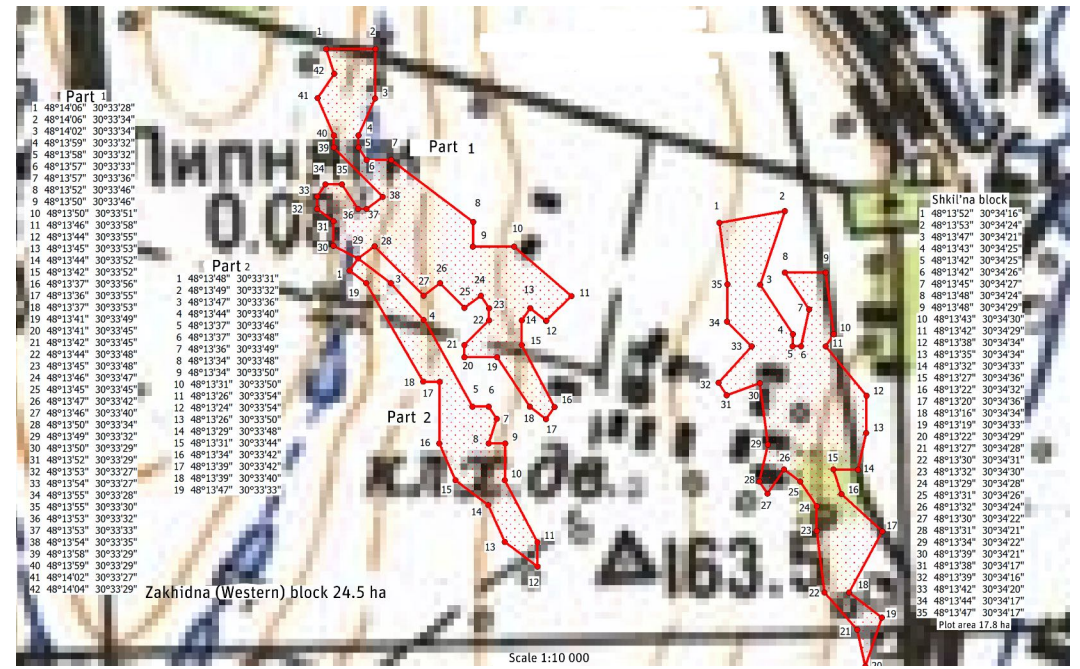 Part 1
1 48°14'06" 30°33'28"
2 48°14'06" 30°33'34"
3 48°14'02" 30°33'34"
4 48°13'59" 30°33'32"
5 48°13'58" 30°33'32"
6 48°13'57" 30°33'33"
7 48°13'57" 30°33'36"
8 48°13'52" 30°33'46"
9 48°13'50" 30°33'46"
10 48°13'50" 30°33'51"
11 48°13'46" 30°33'58"
12 48°13'44" 30°33'55"
13 48°13'45" 30°33'53"
14 48°13'44" 30°33'52"
15 48°13'42" 30°33'52"
16 48°13'37" 30°33'56"
17 48°13'36" 30°33'55"
18 48°13'37" 30°33'53"
19 48°13'41" 30°33'49"
20 48°13'41" 30°33'45"
21 48°13'42" 30°33'45"
22 48°13'44" 30°33'48"
23 48°13'45" 30°33'48"
24 48°13'46" 30°33'47"
25 48°13'45" 30°33'45"
26 48°13'47" 30°33'42"
27 48°13'46" 30°33'40"
28 48°13'50" 30°33'34"
29 48°13'49" 30°33'32"
30 48°13'50" 30°33'29"
31 48°13'52" 30°33'29"
32 48°13'53" 30°33'27"
33 48°13'54" 30°33'27"
34 48°13'55" 30°33'28"
35 48°13'55" 30°33'30"
36 48°13'53" 30°33'32"
37 48°13'53" 30°33'33"
38 48°13'54" 30°33'35"
39 48°13'58" 30°33'29"
40 48°13'59" 30°33'29"
41 48°14'02" 30°33'27"
42 48°14'04" 30°33'29"
Part 2
1 48°13'48" 30°33'31"
2 48°13'49" 30°33'32"
3 48°13'47" 30°33'36"
4 48°13'44" 30°33'40"
5 48°13'37" 30°33'46"
6 48°13'37" 30°33'48"
7 48°13'36" 30°33'49"
8 48°13'34" 30°33'48"
9 48°13'34" 30°33'50"
10 48°13'31" 30°33'50"
11 48°13'26" 30°33'54"
12 48°13'24" 30°33'54"
13 48°13'26" 30°33'50"
14 48°13'29" 30°33'48"
15 48°13'31" 30°33'44"
16 48°13'34" 30°33'42"
17 48°13'39" 30°33'42"
18 48°13'39" 30°33'40"
19 48°13'47" 30°33'33"
Part 1
Part 2
Липн
0.0
163.
Zakhidna (Western) block 24.5 ha
Scale 1:10 000
Shkil'na block
1 48°13'52" 30°34'16"
2 48°13'53" 30°34'24"
3 48°13'47" 30°34'21"
4 48°13'43" 30°34'25"
5 48°13'42" 30°34'25"
6 48°13'42" 30°34'26"
7 48°13'45" 30°34'27"
8 48°13'48" 30°34'24"
9 48°13'48" 30°34'29"
10 48°13'43" 30°34'30"
11 48°13'42" 30°34'29"
12 48°13'38" 30°34'34"
13 48°13'35" 30°34'34"
14 48°13'32" 30°34'33"
15 48°13'27" 30°34'36"
16 48°13'22" 30°34'32"
17 48°13'20" 30°34'36"
18 48°13'16" 30°34'34"
19 48°13'19" 30°34'33"
20 48°13'22" 30°34'29"
21 48°13'27" 30°34'28"
22 48°13'30" 30°34'31"
23 48°13'32" 30°34'30"
24 48°13'29" 30°34'28"
25 48°13'31" 30°34'26"
26 48°13'32" 30°34'24"
27 48°13'30" 30°34'22"
28 48°13'31" 30°34'21"
29 48°13'34" 30°34'22"
30 48°13'39" 30°34'21"
31 48°13'38" 30°34'17"
32 48°13'39" 30°34'16"
33 48°13'42" 30°34'20"
34 48°13'44" 30°34'17"
35 48°13'47" 30°34'17"
Plot area 17.8 ha